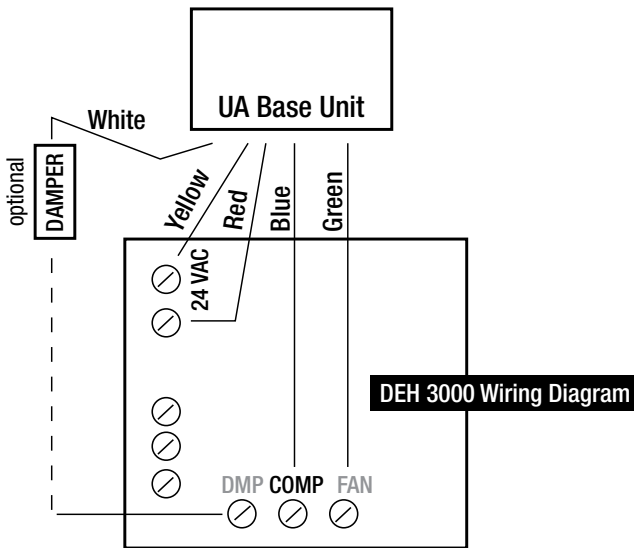 UA Base Unit
White
optional
DAMPER
Yellow
Red
Blue
Green
24 VAC
DEH 3000 Wiring Diagram
DMP COMP FAN